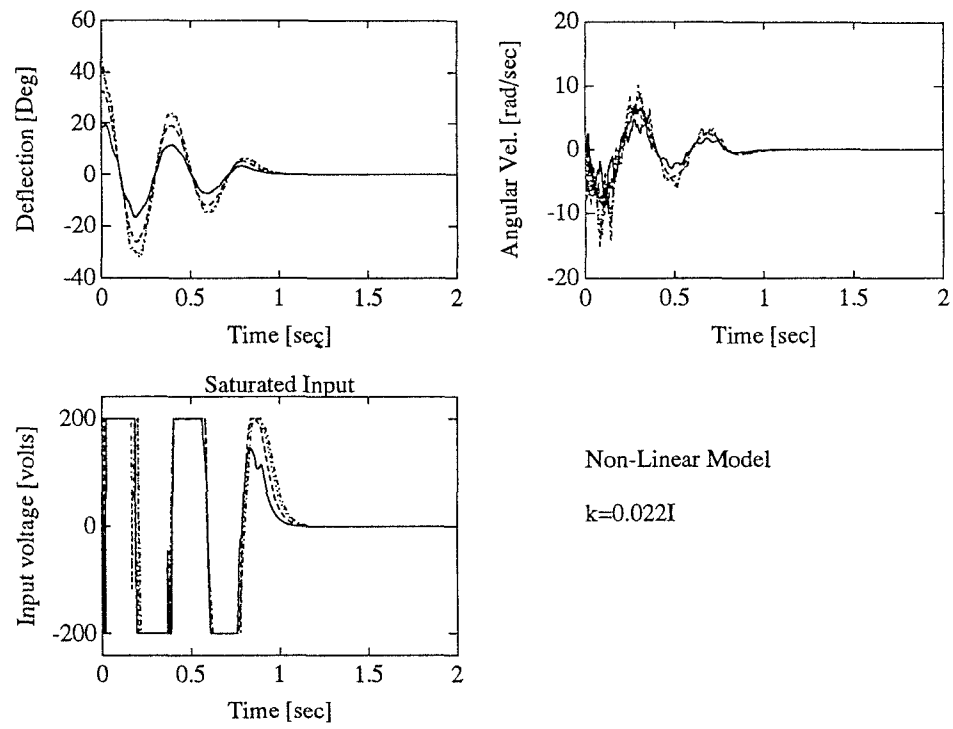 60
40
20
0
-20
-40
Deflection [Deg]
0 0.5 1 1.5 2
Time [sec]
20
10
0
-10
-20
Angular Vel. [rad/sec]
0 0.5 1 1.5 2
Time [sec]
Saturated Input
200
0
-200
Input voltage [volts]
0 0.5 1 1.5 2
Time [sec]
Non-Linear Model
k=0.022I